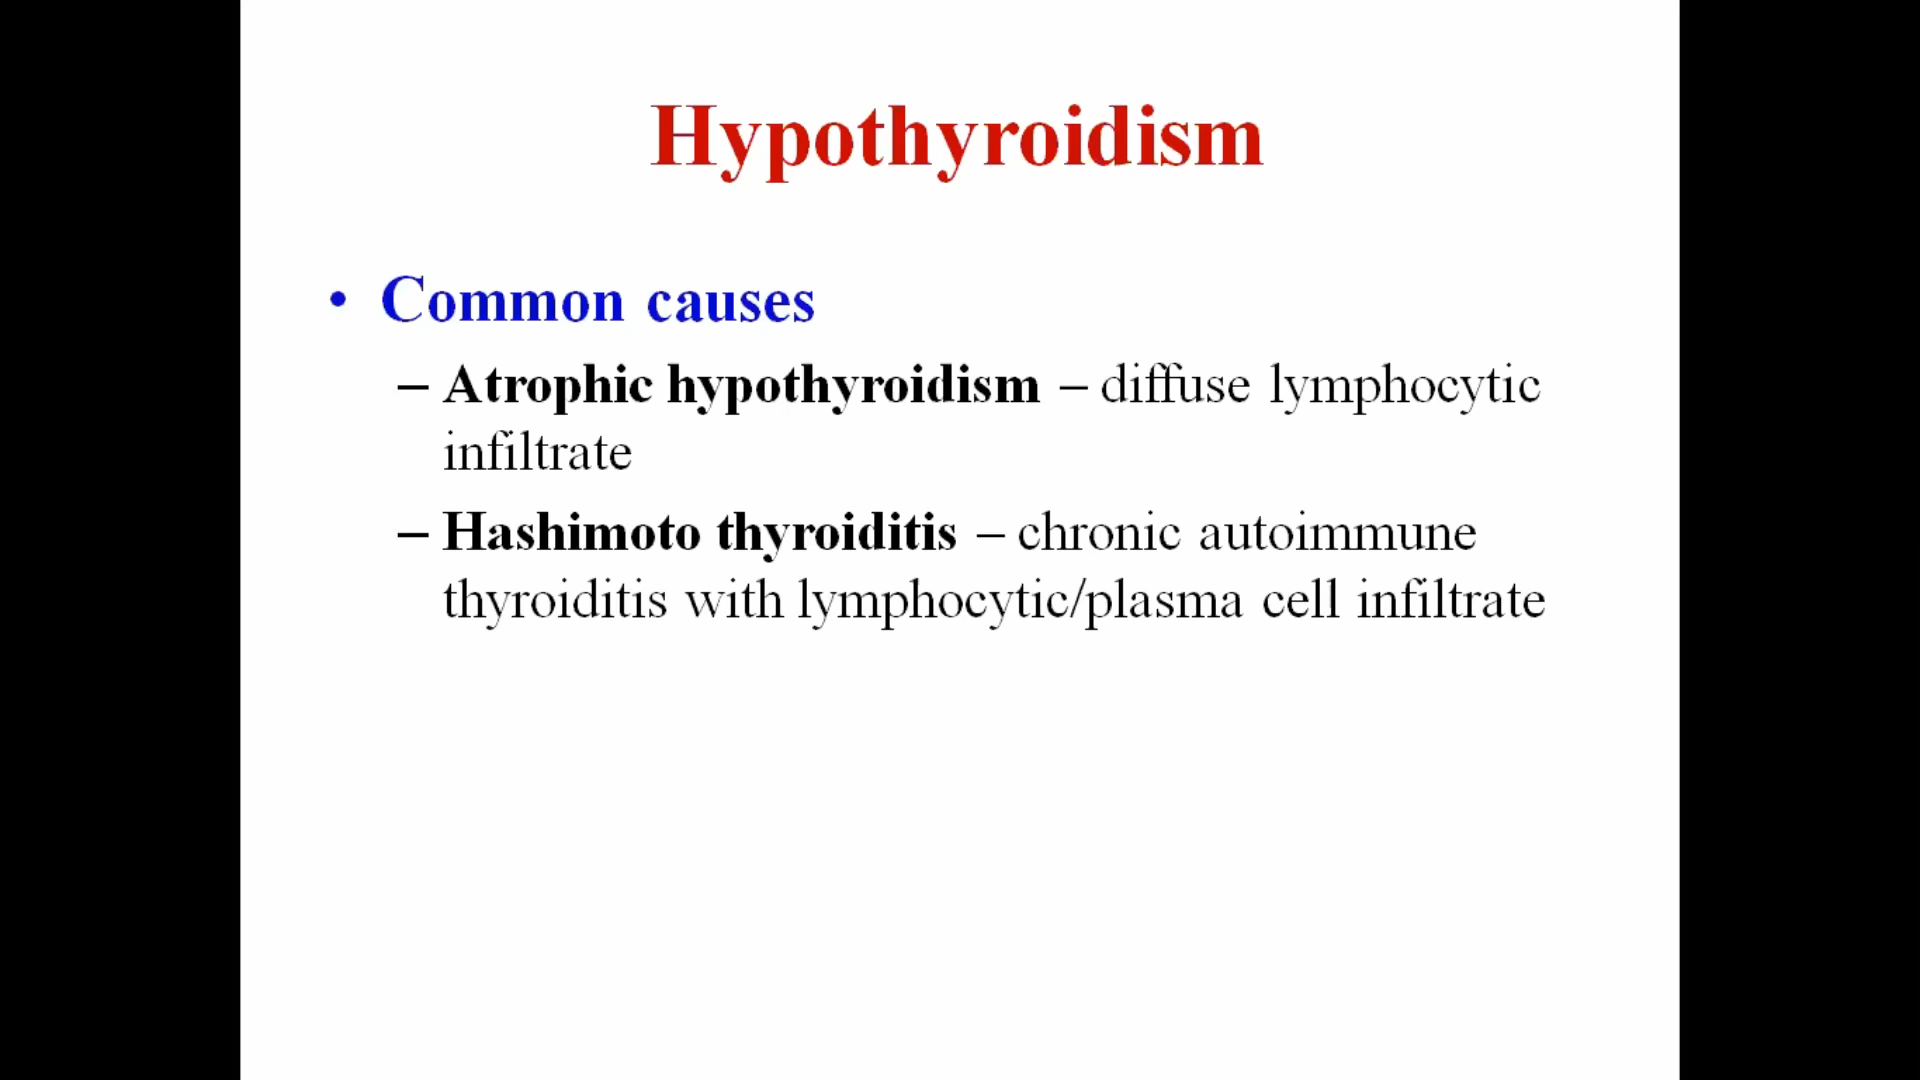 Hypothyroidism
• Common causes
– Atrophic hypothyroidism – diffuse lymphocytic
infiltrate
– Hashimoto thyroiditis – chronic autoimmune
thyroiditis with lymphocytic/plasma cell infiltrate